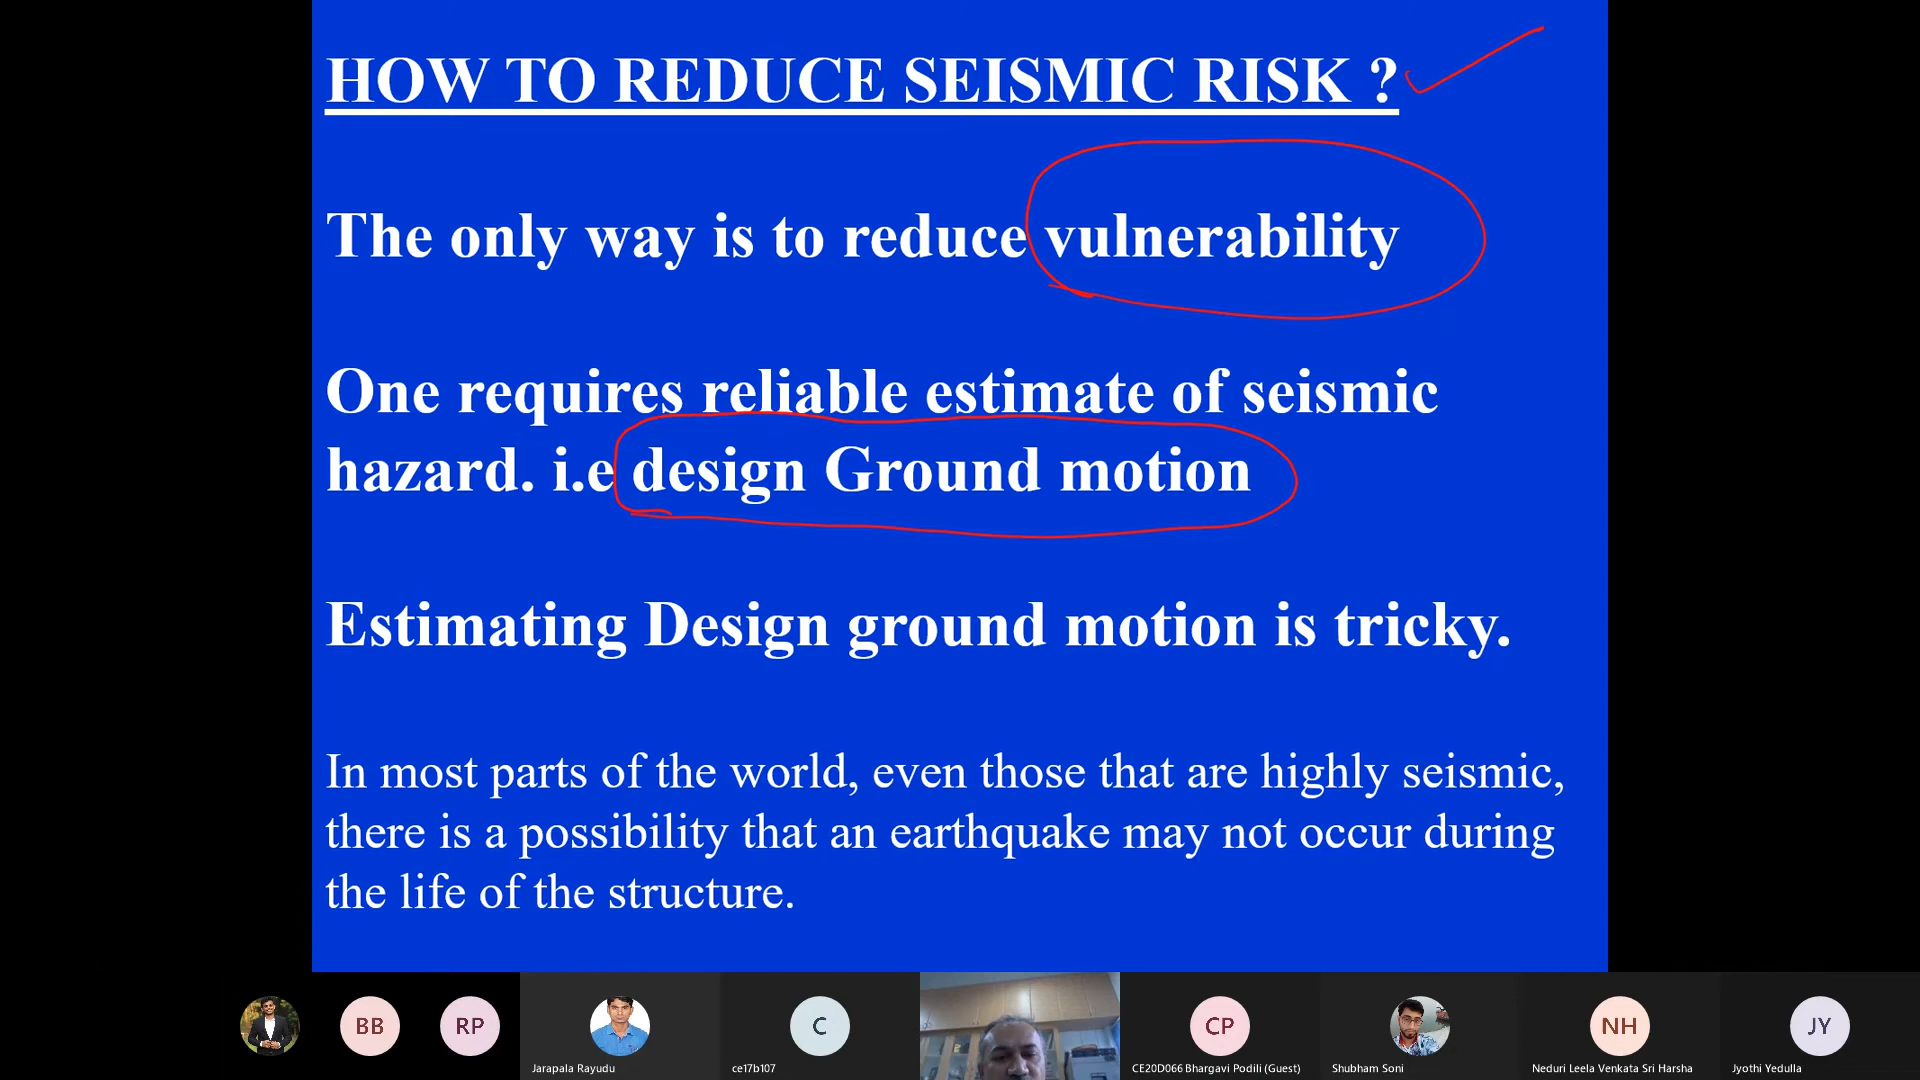 HOW TO REDUCE SEISMIC RISK ?
The only way is to reduce vulnerability
One requires reliable estimate of seismic
hazard. i.e design Ground motion
Estimating Design ground motion is tricky.
In most parts of the world, even those that are highly seismic,
there is a possibility that an earthquake may not occur during
the life of the structure.
BB
RP
C
CP
NH
JY
Jarapala Rayudu
ce17b107
CE20D066 Bhargavi Podili (Guest)
Shubham Soni
Neduri Leela Venkata Sri Harsha
Jyothi Yedulla